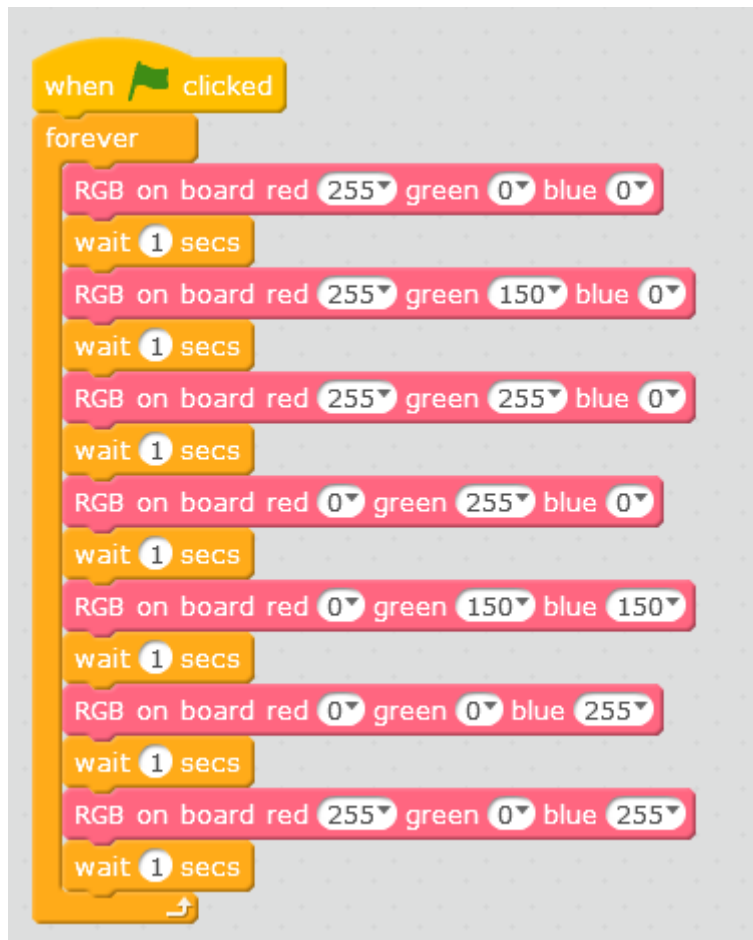 when clicked
forever
RGB on board red 255 green 0 blue 0
wait 1 secs
RGB on board red 255 green 150 blue 0
wait 1 secs
RGB on board red 255 green 255 blue 0
wait 1 secs
RGB on board red 0 green 255 blue 0
wait 1 secs
RGB on board red 0 green 150 blue 150
wait 1 secs
RGB on board red 0 green 0 blue 255
wait 1 secs
RGB on board red 255 green 0 blue 255
wait 1 secs